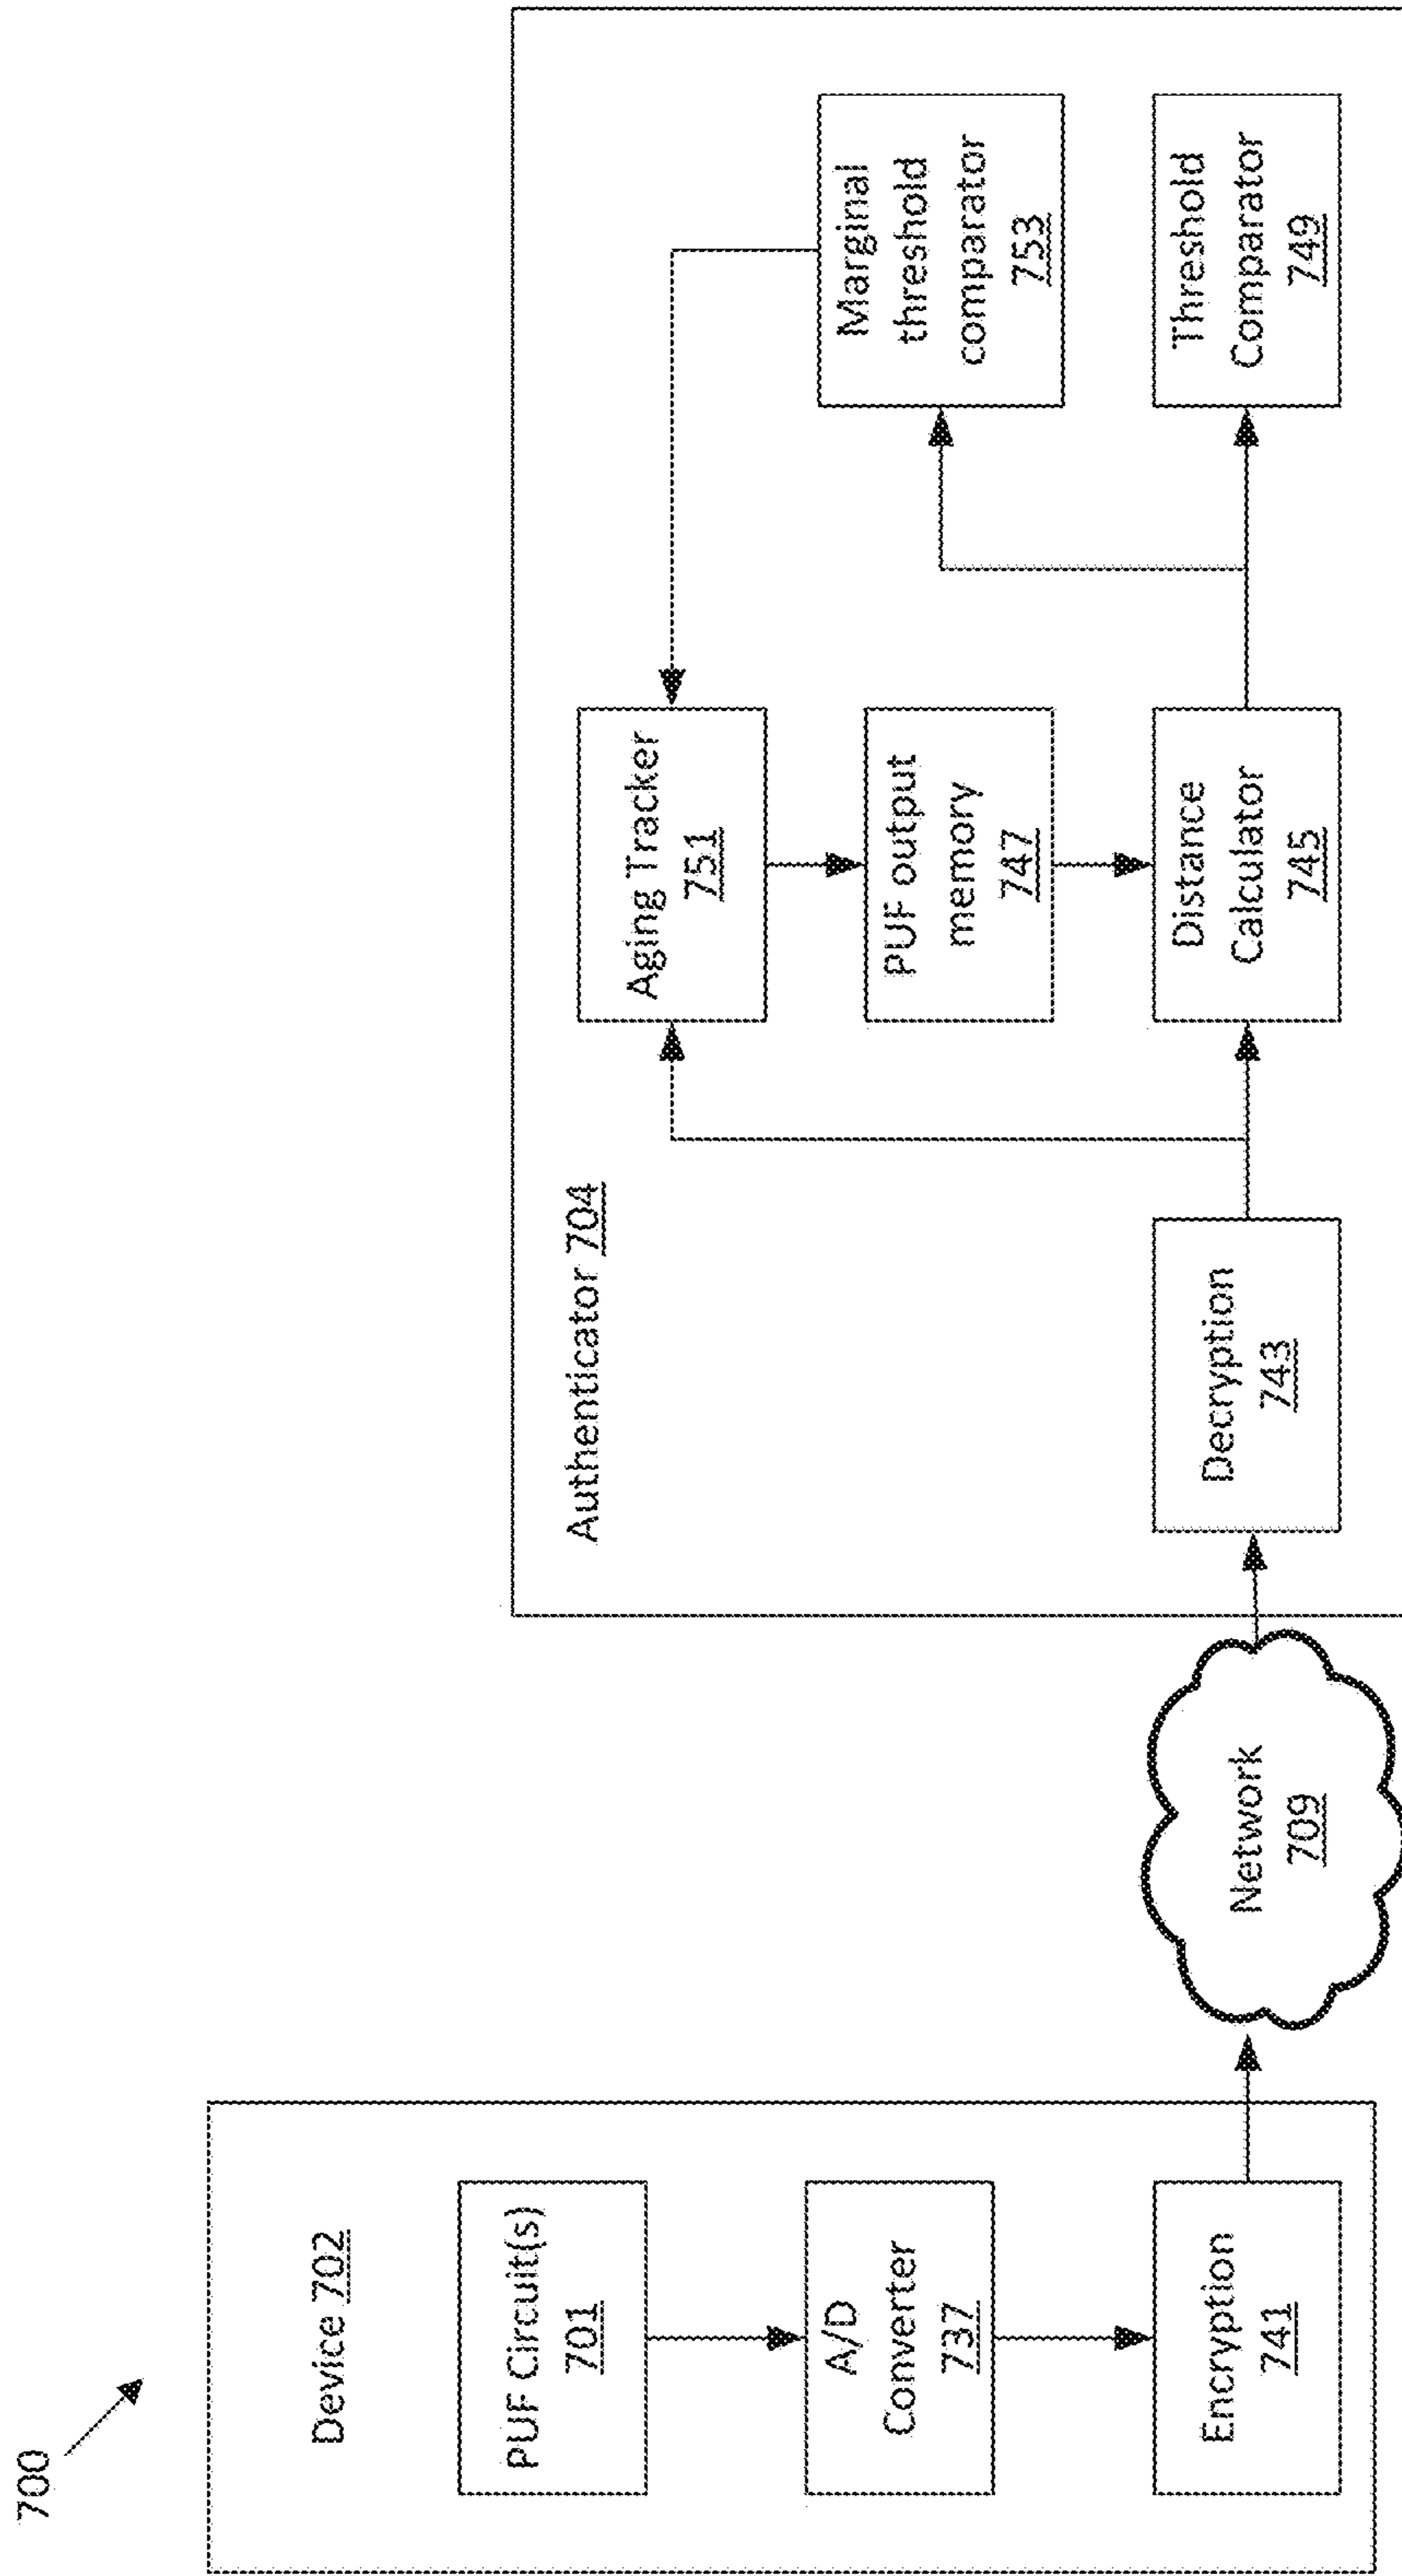 700
Device 702
PUF Circuit(s)
701
A/D
Converter
737
Encryption
741
Network
709
Authenticator 704
Decryption
743
Aging Tracker
751
PUF output
memory
747
Distance
Calculator
745
Marginal
threshold
comparator
753
Threshold
Comparator
749